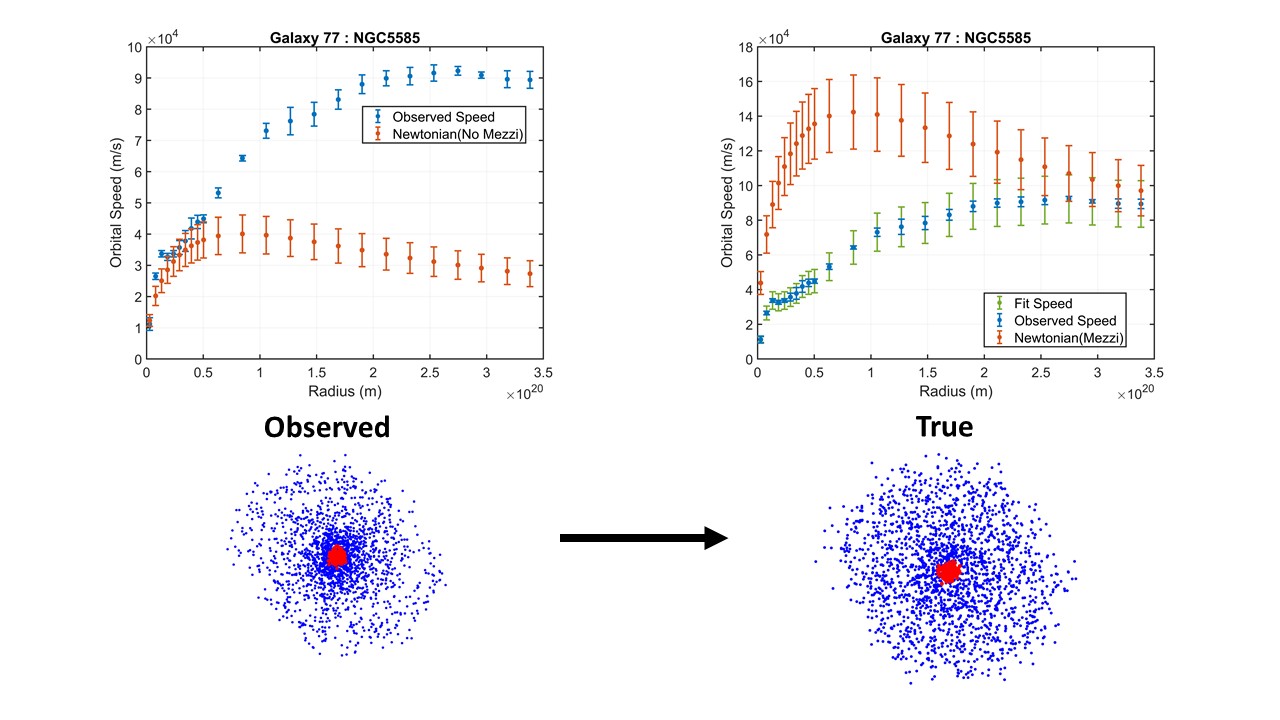 Galaxy 77 : NGC5585
×10⁴
10
9
8
7
6
5
4
3
2
1
0
Orbital Speed (m/s)
Observed Speed
Newtonian(No Mezzi)
0 0.5 1 1.5 2 2.5 3 3.5
Radius (m)
×10²⁰
Galaxy 77 : NGC5585
×10⁴
18
16
14
12
10
8
6
4
2
0
Orbital Speed (m/s)
Fit Speed
Observed Speed
Newtonian(Mezzi)
0 0.5 1 1.5 2 2.5 3 3.5
Radius (m)
×10²⁰
Observed
True